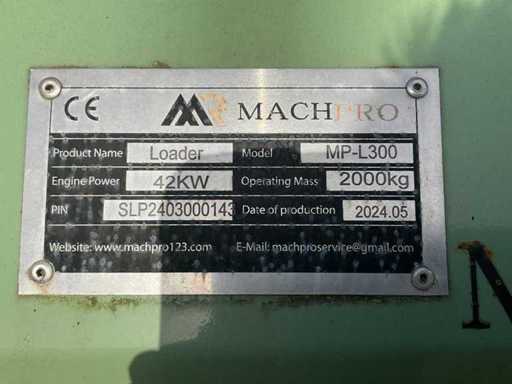 CE MACHPRO
Product Name Loader Model MP-L300
Engine Power 42KW Operating Mass 2000kg
PIN SLP2403000143 Date of production 2024.05
Website: www.machpro123.com E-Mail: machproservice@gmail.com